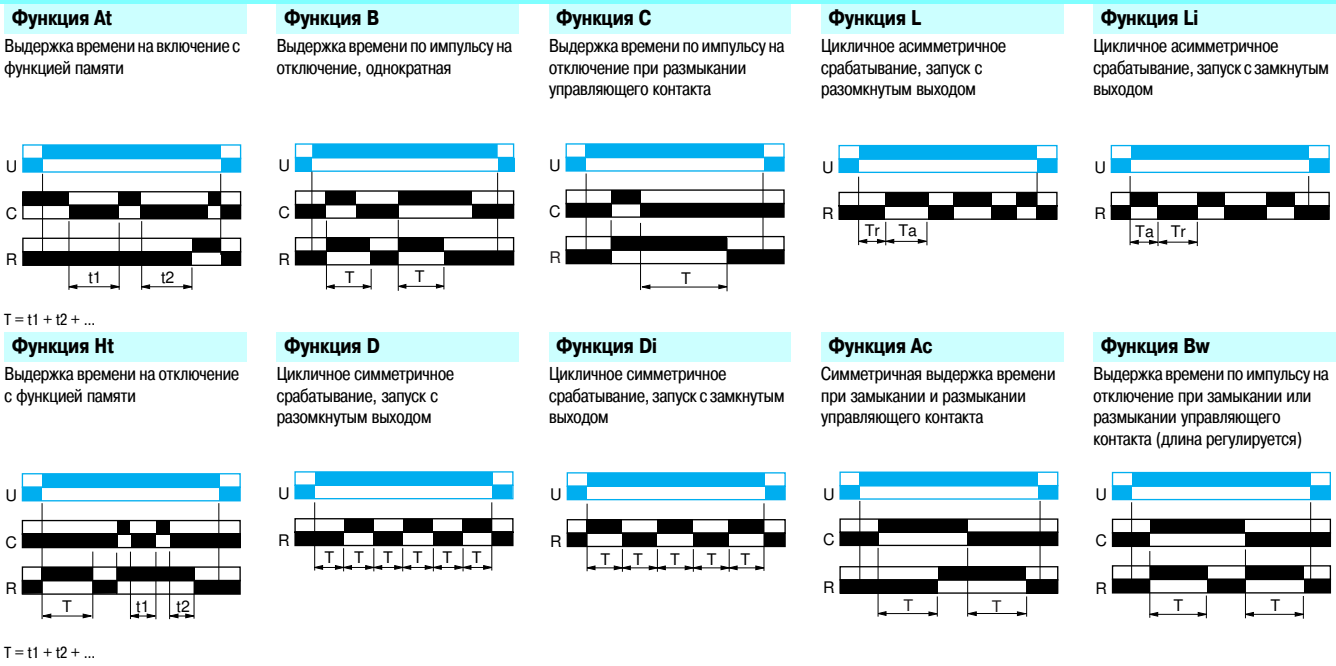 Функция At
Выдержка времени на включение с
функцией памяти
U
C
R
t1 t2
T = t1 + t2 + ...
Функция B
Выдержка времени по импульсу на
отключение, однократная
U
C
R
T T
Функция C
Выдержка времени по импульсу на
отключение при размыкании
управляющего контакта
U
C
R
T
Функция L
Цикличное асимметричное
срабатывание, запуск с
разомкнутым выходом
U
R
Tr Ta
Функция Li
Цикличное асимметричное
срабатывание, запуск с замкнутым
выходом
U
R
Ta Tr
Функция Ht
Выдержка времени на отключение
с функцией памяти
U
C
R
T t1 t2
T = t1 + t2 + ...
Функция D
Цикличное симметричное
срабатывание, запуск с
разомкнутым выходом
U
R
T T T T T T
Функция Di
Цикличное симметричное
срабатывание, запуск с замкнутым
выходом
U
R
T T T T T
Функция Ac
Симметричная выдержка времени
при замыкании и размыкании
управляющего контакта
U
C
R
T T
Функция Bw
Выдержка времени по импульсу на
отключение при замыкании или
размыкании управляющего
контакта (длина регулируется)
U
C
R
T T